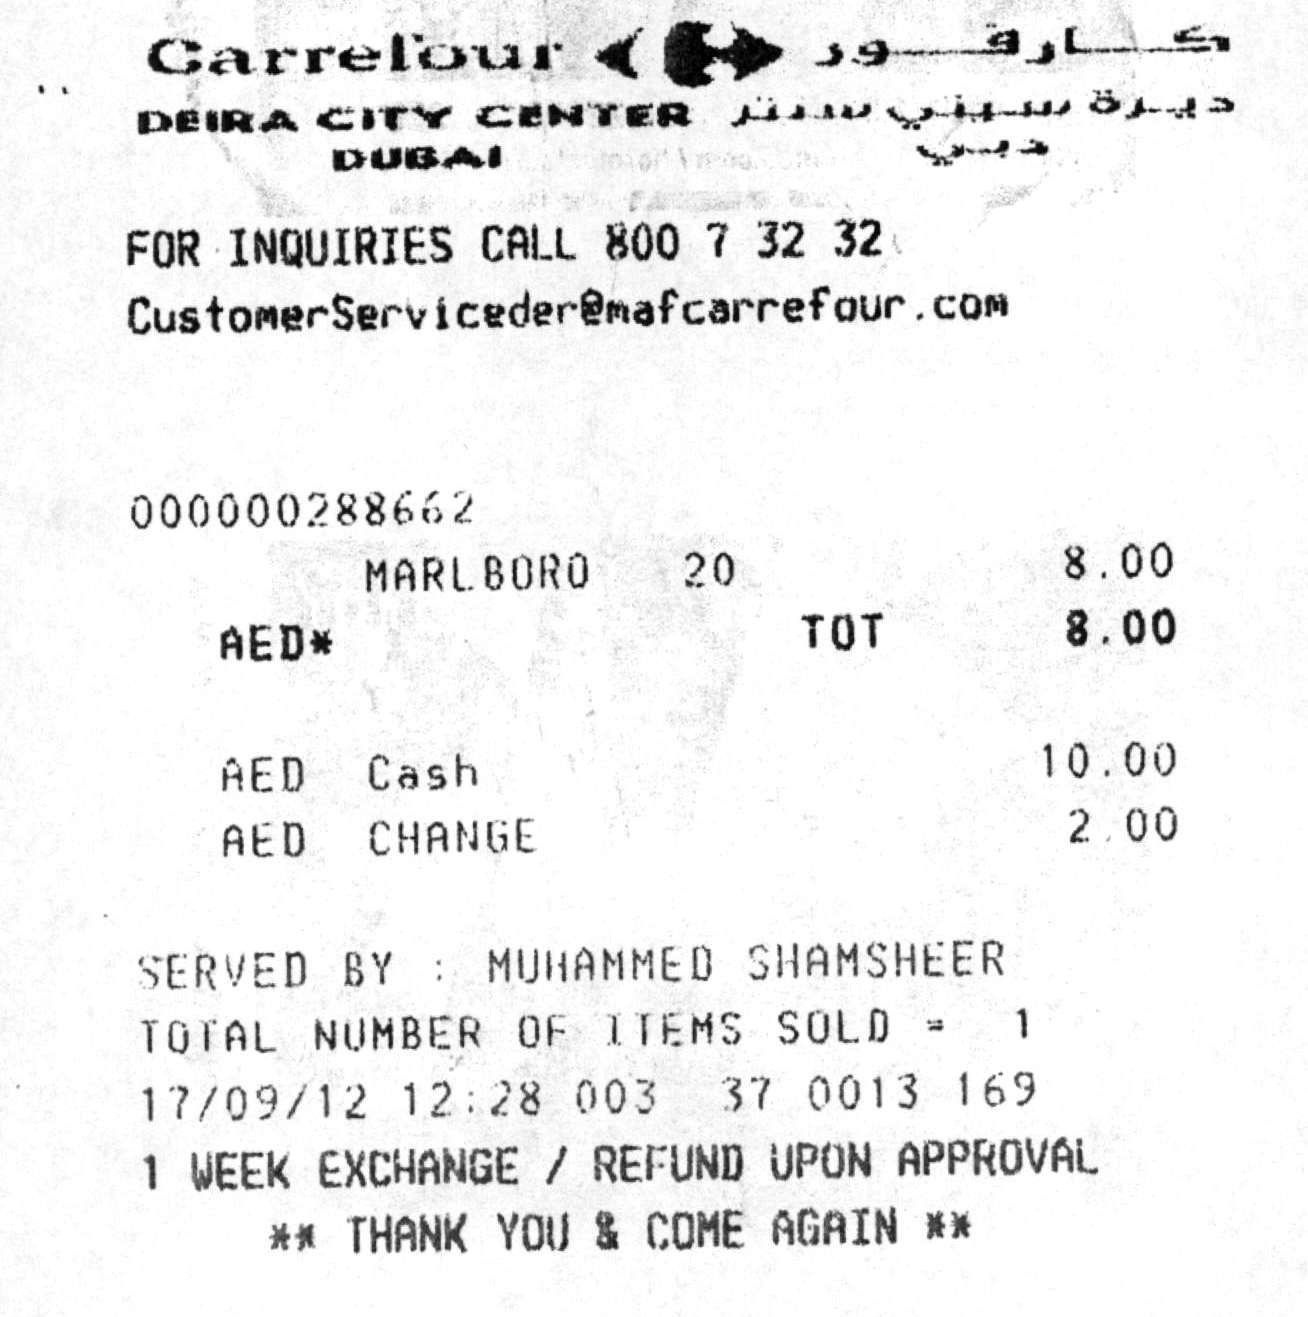 Carrefour كارفور
DEIRA CITY CENTER ديرة سيتي سنتر
DUBAI دبي
FOR INQUIRIES CALL 800 7 32 32
CustomerServiceder@mafcarrefour.com
000000288662
MARLBORO 20 8.00
AED* TOT 8.00
AED Cash 10.00
AED CHANGE 2.00
SERVED BY : MUHAMMED SHAMSHEER
TOTAL NUMBER OF ITEMS SOLD = 1
17/09/12 12:28 003 37 0013 169
1 WEEK EXCHANGE / REFUND UPON APPROVAL
** THANK YOU & COME AGAIN **